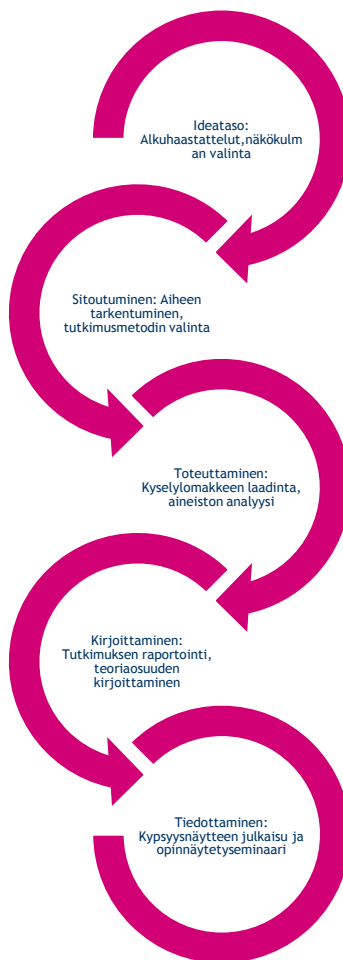 Ideataso:
Alkuhaastattelut,näkökulm
an valinta
Sitoutuminen: Aiheen
tarkentuminen,
tutkimusmetodin valinta
Toteuttaminen:
Kyselylomakkeen laadinta,
aineiston analyysi
Kirjoittaminen:
Tutkimuksen raportointi,
teoriaosuuden
kirjoittaminen
Tiedottaminen:
Kypsyysnäytteen julkaisu ja
opinnäytetyseminaari